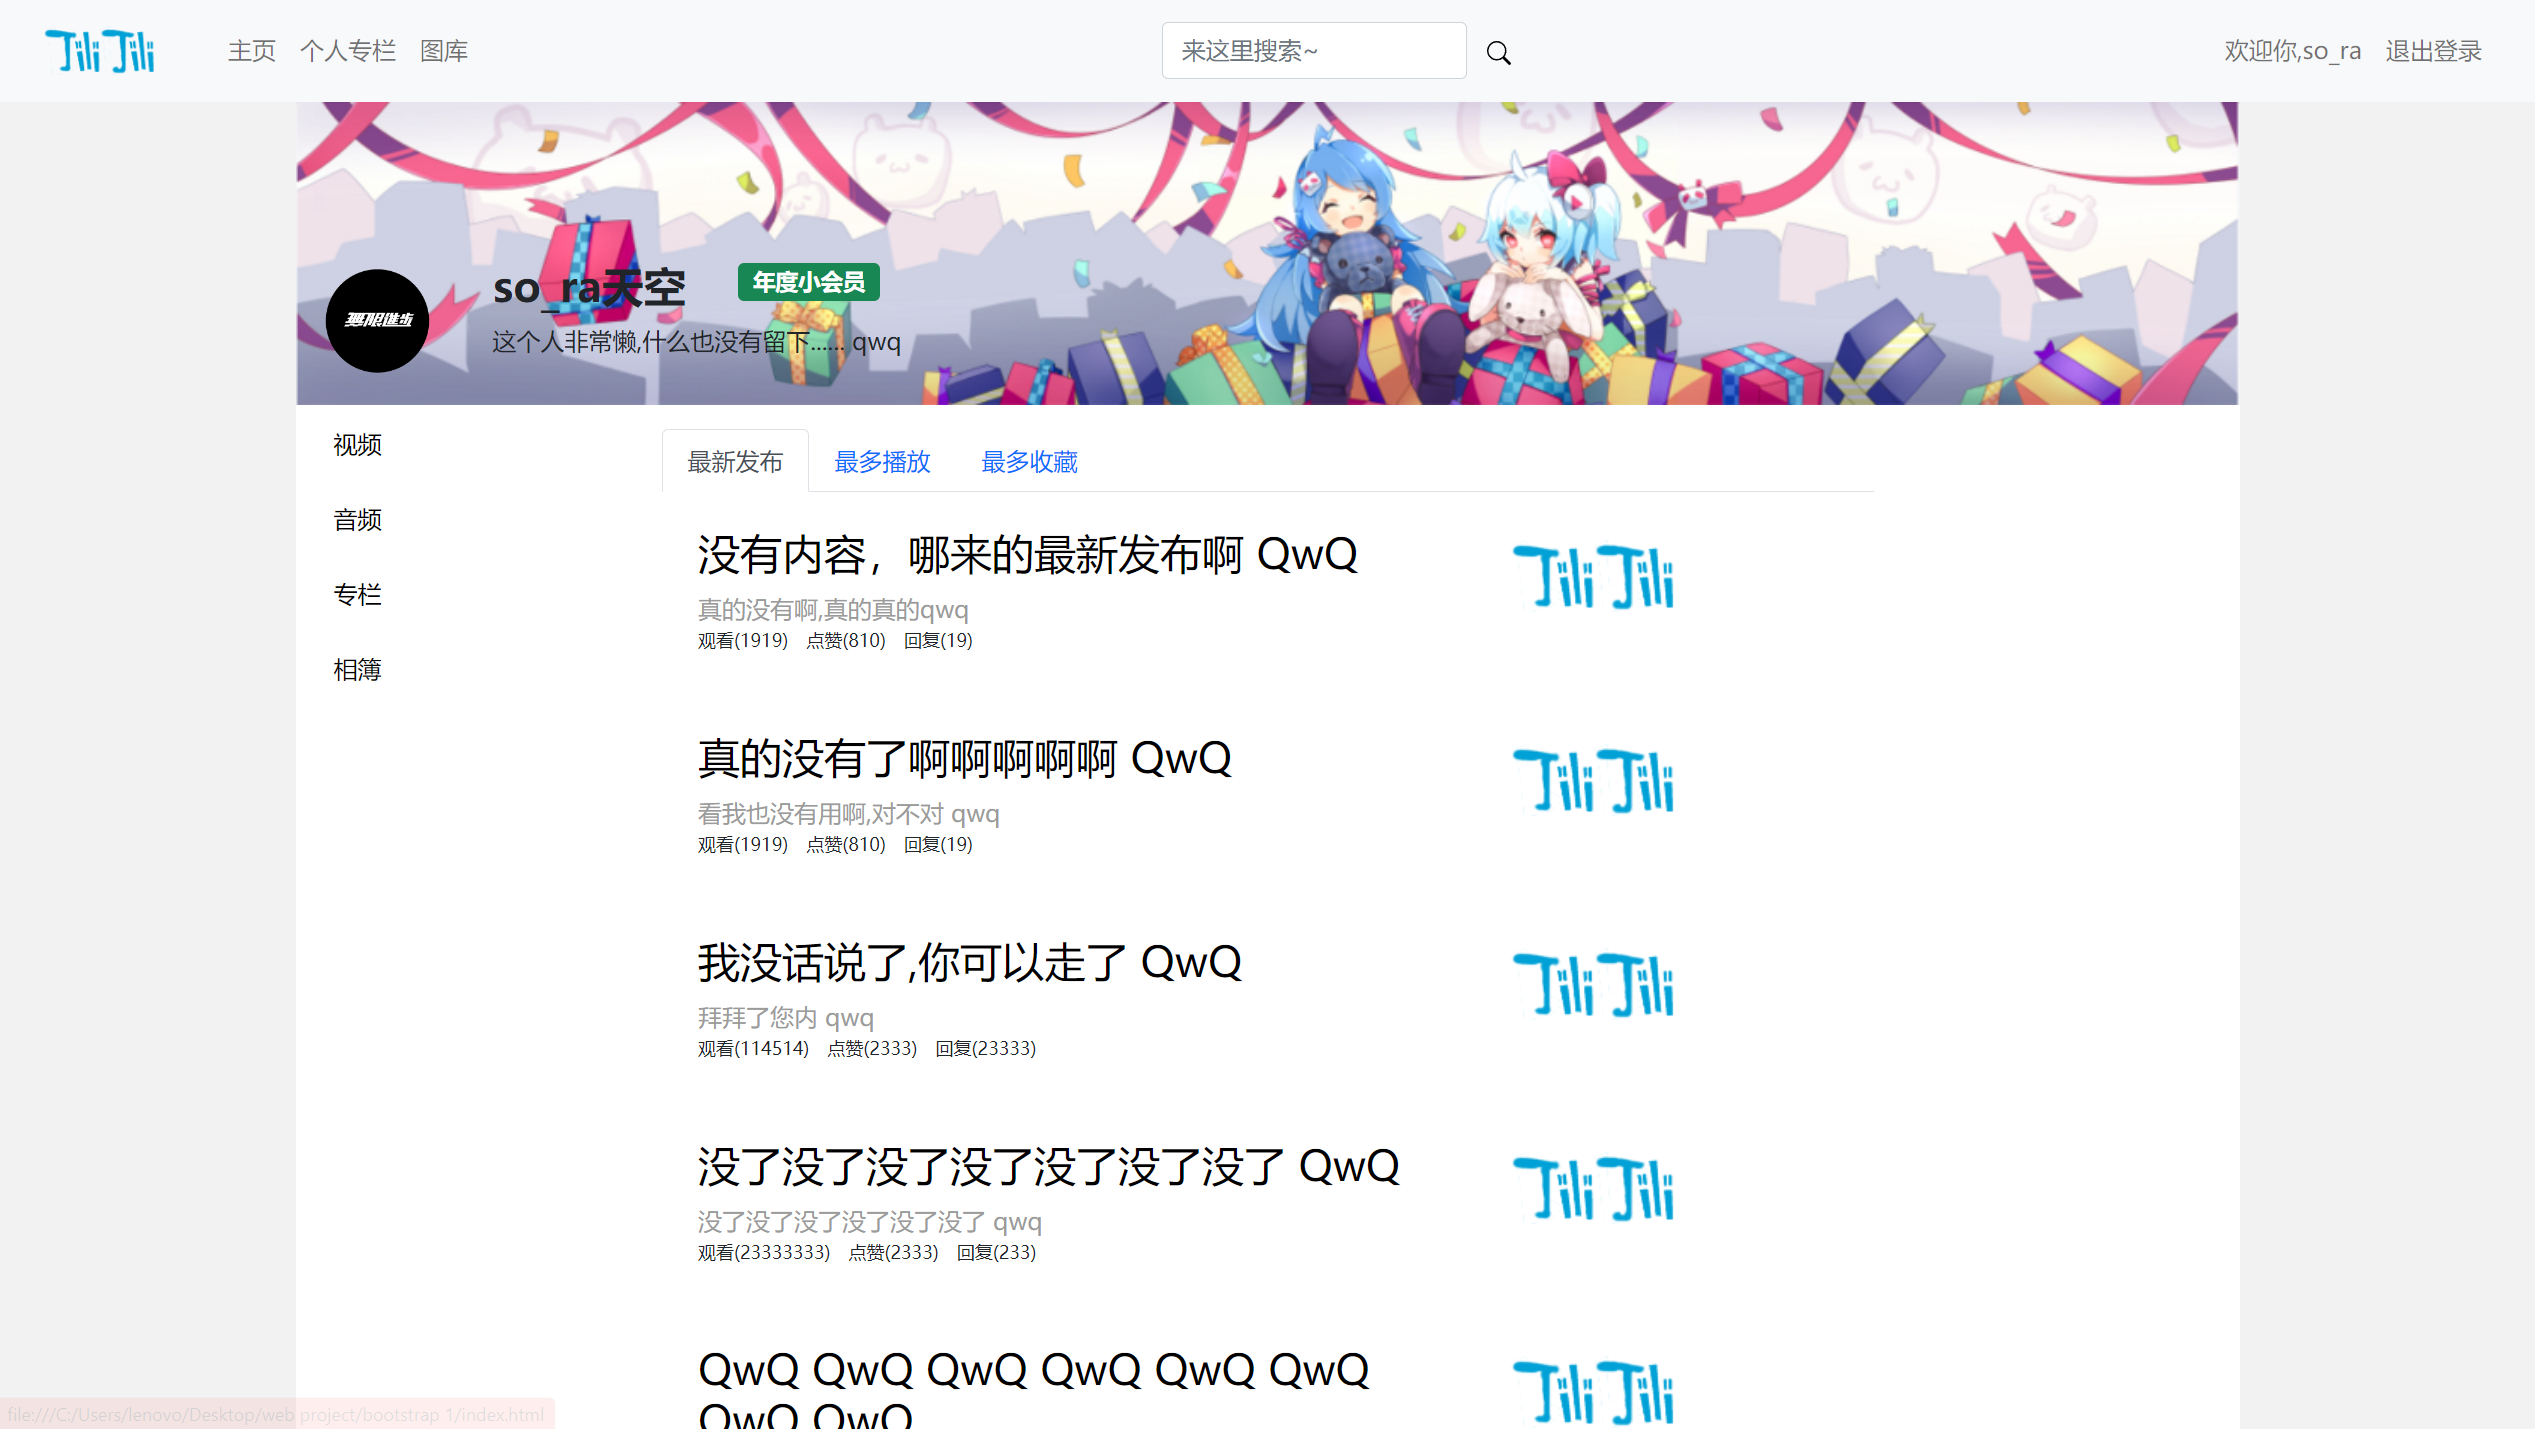 Jili Jili
主页 个人专栏 图库
来这里搜索~
欢迎你,so_ra 退出登录
so_ra天空 年度小会员
無限進步
这个人非常懒,什么也没有留下...... qwq
视频
音频
专栏
相簿
最新发布 最多播放 最多收藏
没有内容，哪来的最新发布啊 QwQ
真的没有啊,真的真的qwq
观看(1919) 点赞(810) 回复(19)
Jili Jili
真的没有了啊啊啊啊啊 QwQ
看我也没有用啊,对不对 qwq
观看(1919) 点赞(810) 回复(19)
Jili Jili
我没话说了,你可以走了 QwQ
拜拜了您内 qwq
观看(114514) 点赞(2333) 回复(23333)
Jili Jili
没了没了没了没了没了没了没了 QwQ
没了没了没了没了没了没了 qwq
观看(23333333) 点赞(2333) 回复(233)
Jili Jili
QwQ QwQ QwQ QwQ QwQ QwQ
QwQ QwQ
Jili Jili
file:///C:/Users/lenovo/Desktop/web project/bootstrap 1/index.html